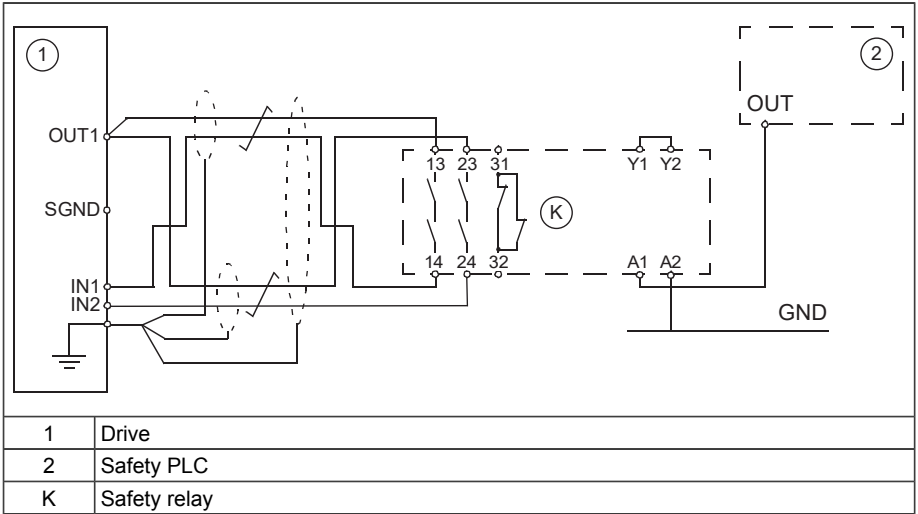 1
2
OUT
OUT1
13 23 31
Y1 Y2
SGND
K
14 24 32
A1 A2
IN1
IN2
GND
1 Drive
2 Safety PLC
K Safety relay